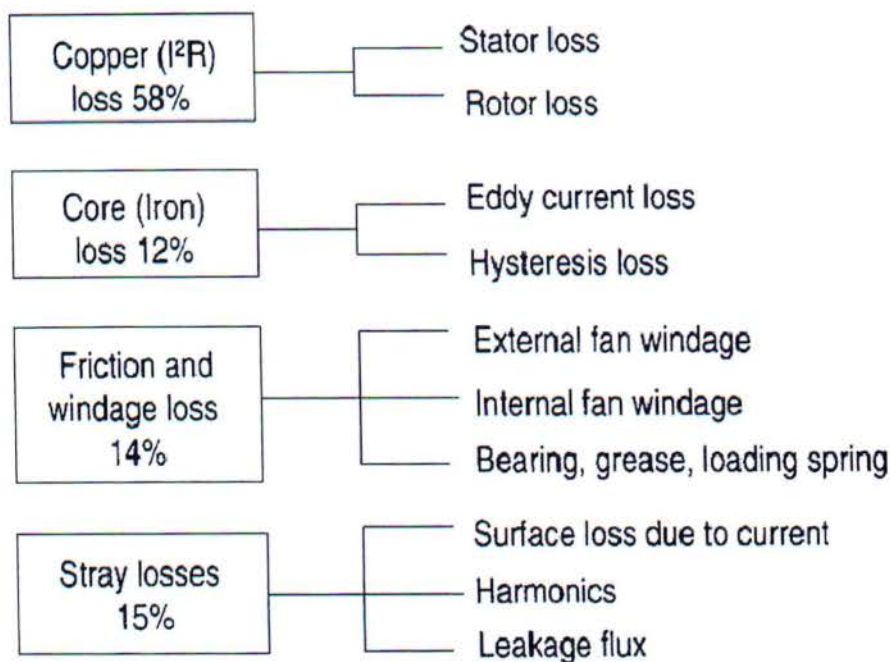 Copper (I²R)
loss 58%
Stator loss
Rotor loss
Core (Iron)
loss 12%
Eddy current loss
Hysteresis loss
Friction and
windage loss
14%
External fan windage
Internal fan windage
Bearing, grease, loading spring
Stray losses
15%
Surface loss due to current
Harmonics
Leakage flux